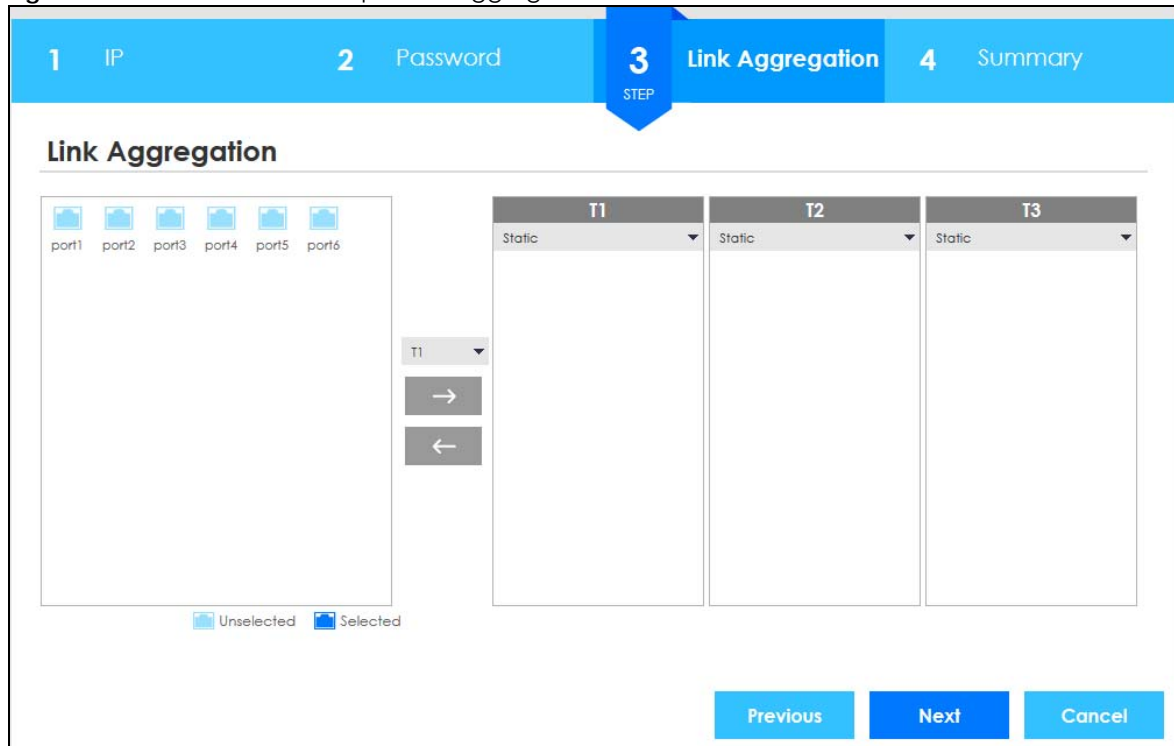 1 IP 2 Password 3 STEP Link Aggregation 4 Summary
Link Aggregation
port1 port2 port3 port4 port5 port6
T1 T2 T3
Static Static Static
T1
→
←
Unselected Selected
Previous Next Cancel